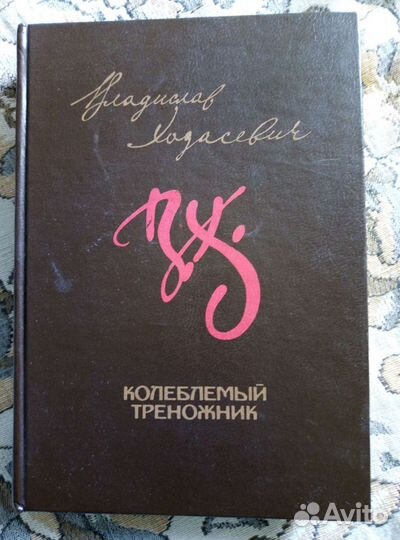 Владислав
Ходасевич
В.Х.
КОЛЕБЛЕМЫЙ
ТРЕНОЖНИК
Avito